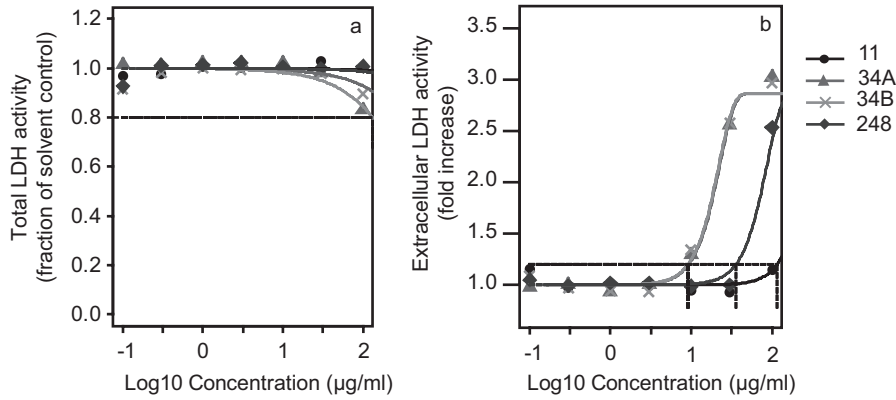 a
1.2
1.0
0.8
0.6
0.4
0.2
0.0
Total LDH activity
(fraction of solvent control)
-1
0
1
2
Log10 Concentration (µg/ml)
b
3.5
3.0
2.5
2.0
1.5
1.0
Extracellular LDH activity
(fold increase)
-1
0
1
2
Log10 Concentration (µg/ml)
11
34A
34B
248